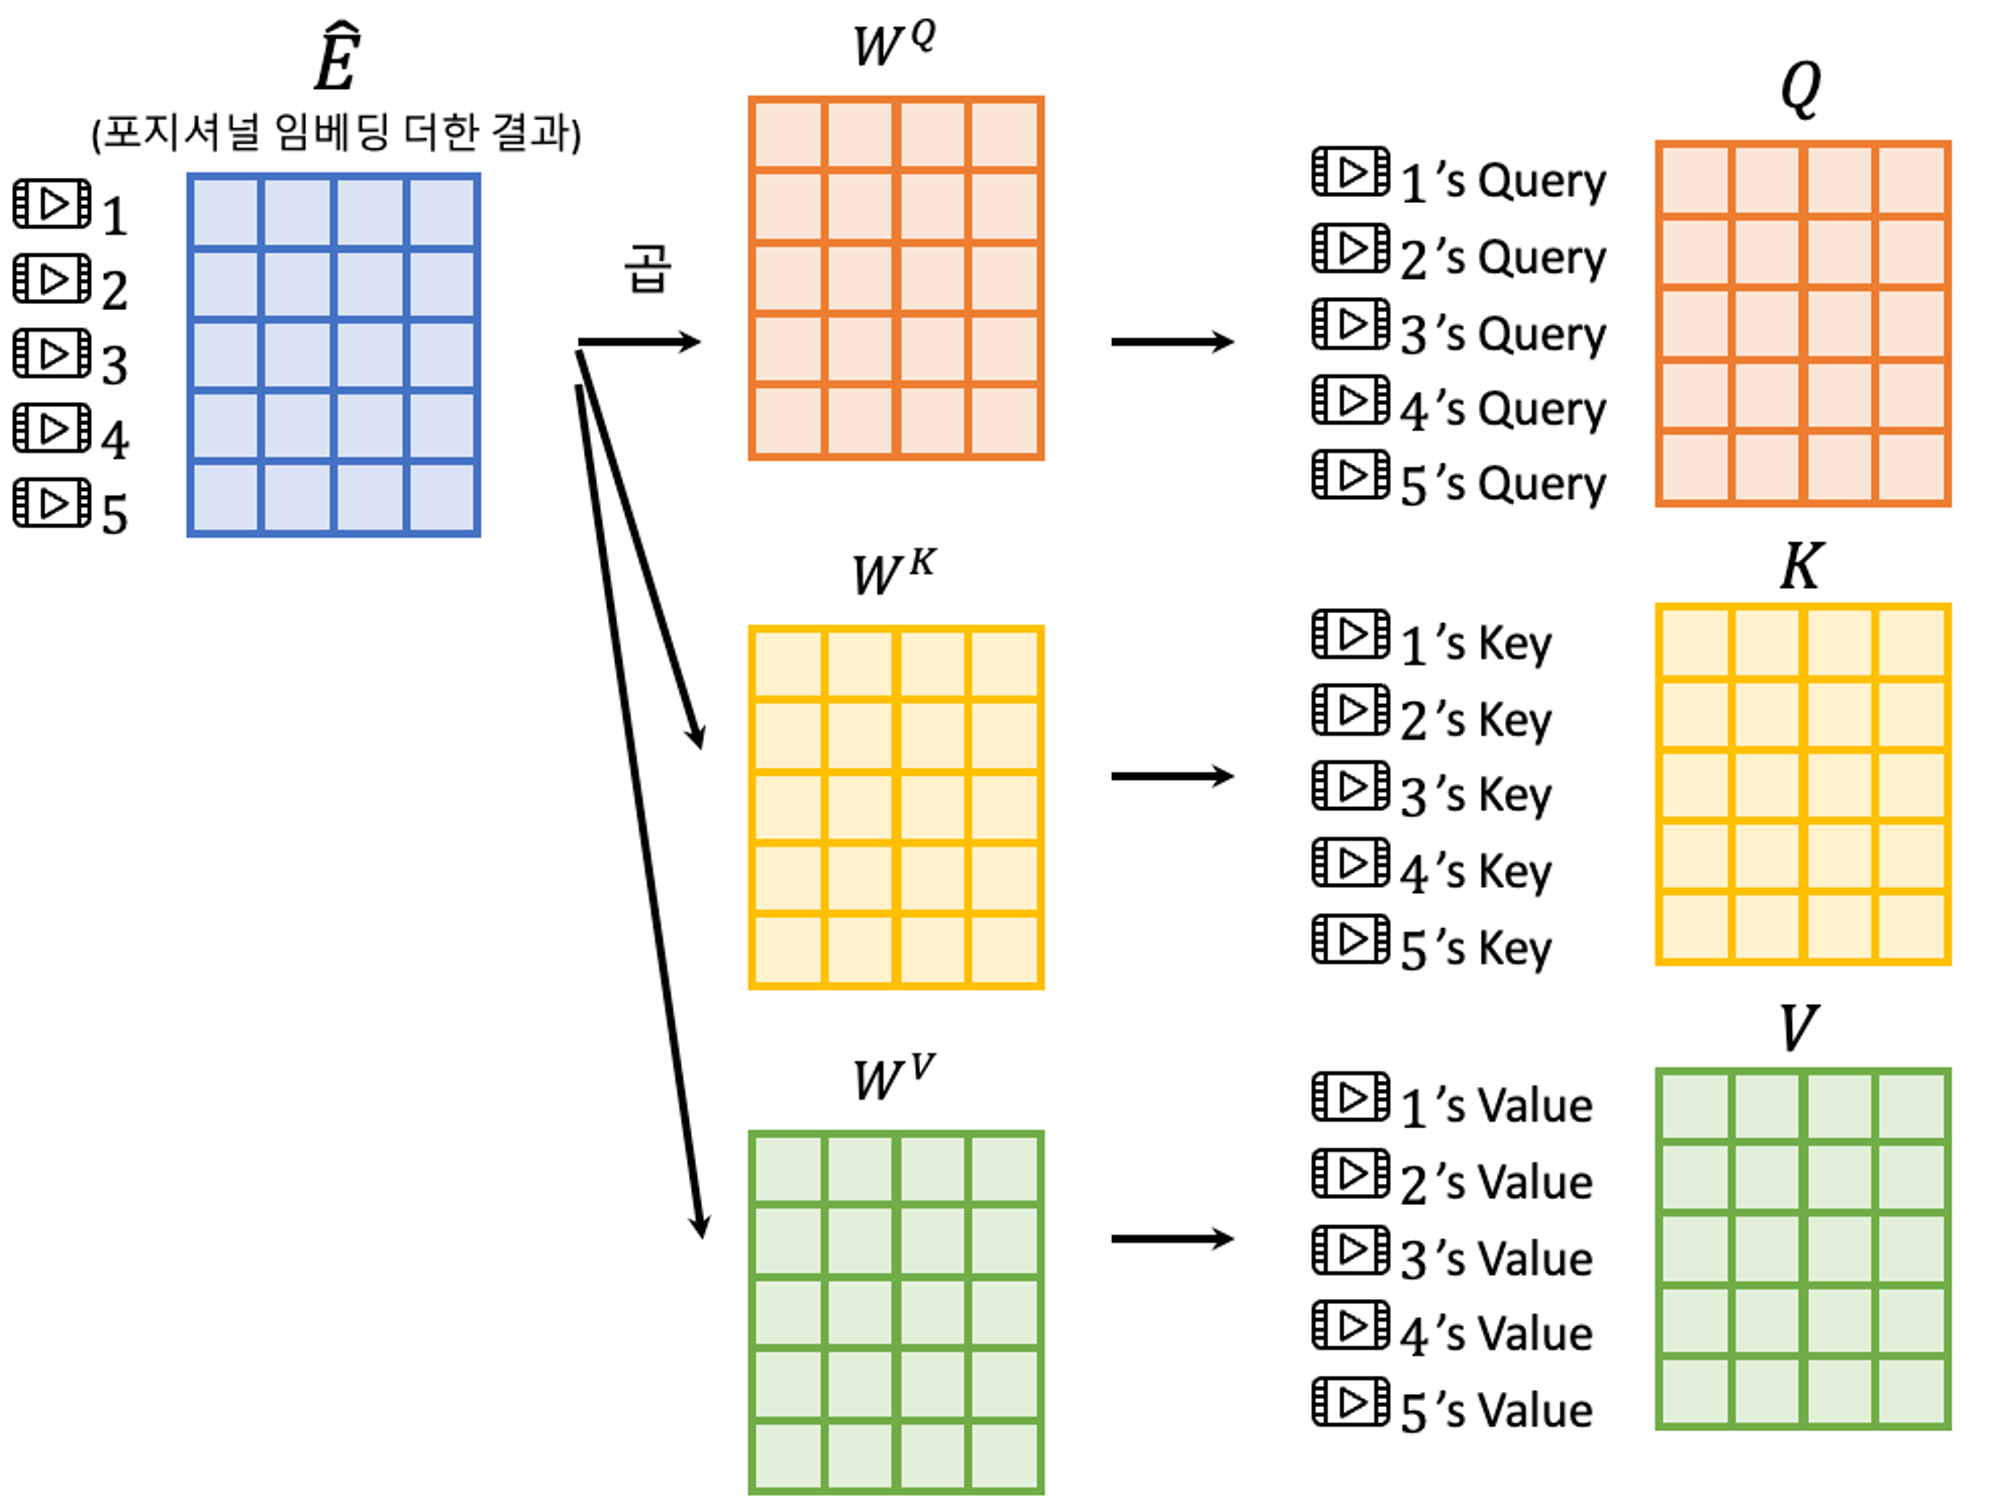 Ê
(포지셔널 임베딩 더한 결과)
1
2
3
4
5
곱
W^Q
W^K
W^V
Q
1's Query
2's Query
3's Query
4's Query
5's Query
K
1's Key
2's Key
3's Key
4's Key
5's Key
V
1's Value
2's Value
3's Value
4's Value
5's Value